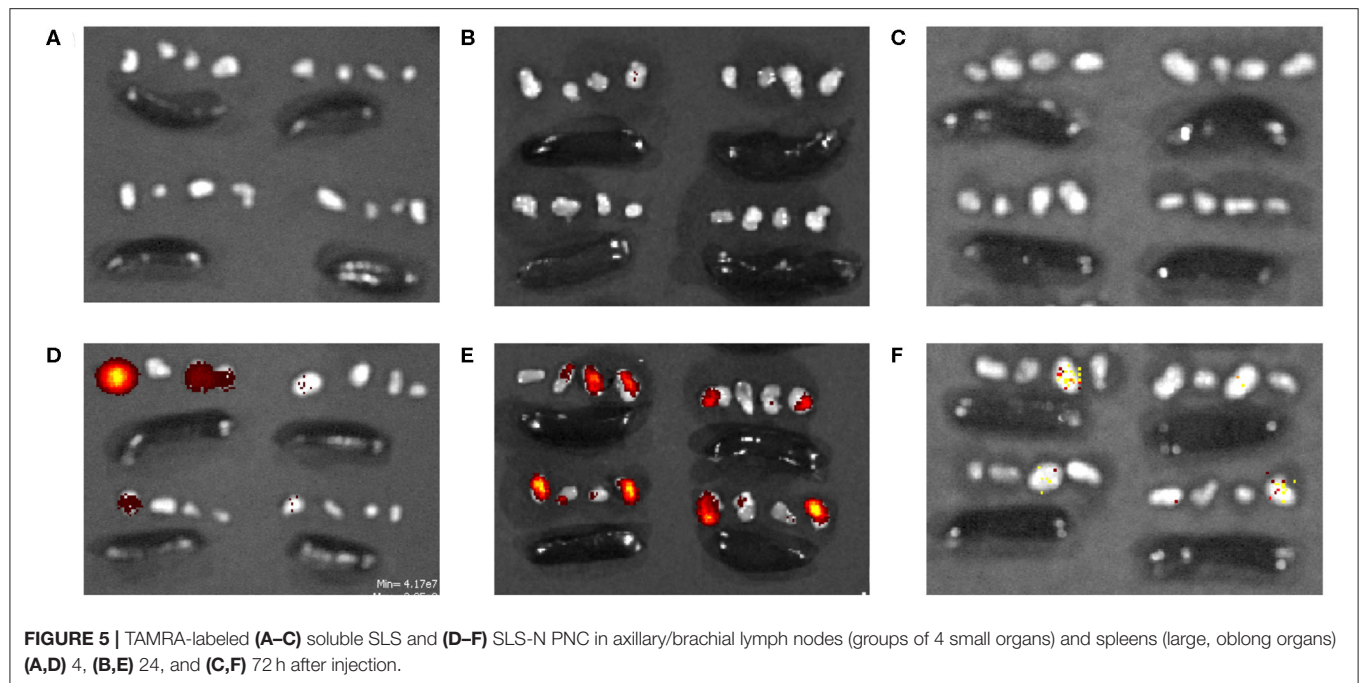 A
B
C
D
E
F
Min= 4.17e7
FIGURE 5 | TAMRA-labeled (A–C) soluble SLS and (D–F) SLS-N PNC in axillary/brachial lymph nodes (groups of 4 small organs) and spleens (large, oblong organs)
(A,D) 4, (B,E) 24, and (C,F) 72 h after injection.